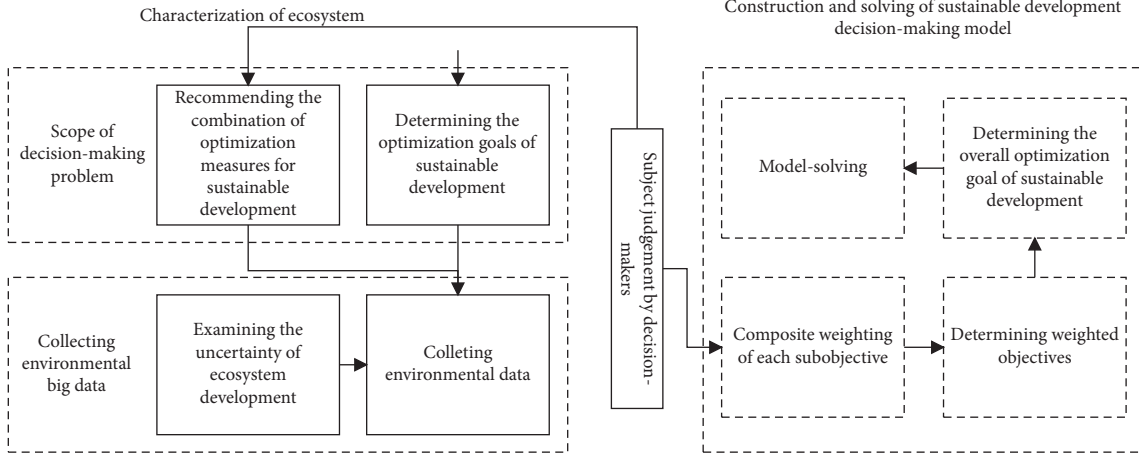 Characterization of ecosystem
Scope of
decision-making
problem
Recommending the
combination of
optimization
measures for
sustainable
development
Determining the
optimization goals of
sustainable
development
Collecting
environmental
big data
Examining the
uncertainty of
ecosystem
development
Colleting
environmental data
Subject judgement by decision-
makers
Construction and solving of sustainable development
decision-making model
Model-solving
Determining the
overall optimization
goal of sustainable
development
Composite weighting
of each subobjective
Determining weighted
objectives